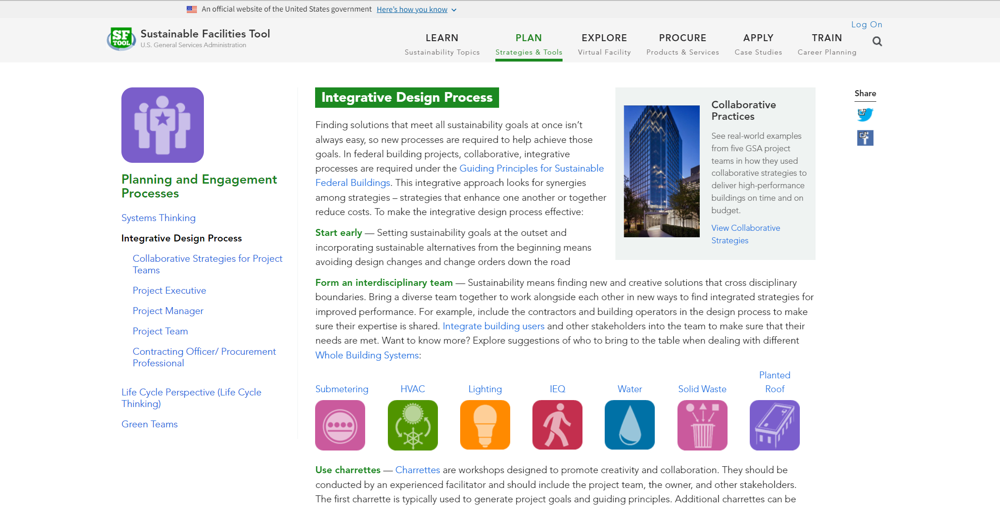 An official website of the United States government Here's how you know
Log On
SF
TOOL
Sustainable Facilities Tool
U.S. General Services Administration
LEARN
Sustainability Topics
PLAN
Strategies & Tools
EXPLORE
Virtual Facility
PROCURE
Products & Services
APPLY
Case Studies
TRAIN
Career Planning
Planning and Engagement
Processes
Systems Thinking
Integrative Design Process
Collaborative Strategies for Project
Teams
Project Executive
Project Manager
Project Team
Contracting Officer/ Procurement
Professional
Life Cycle Perspective (Life Cycle
Thinking)
Green Teams
Integrative Design Process
Finding solutions that meet all sustainability goals at once isn’t
always easy, so new processes are required to help achieve those
goals. In federal building projects, collaborative, integrative
processes are required under the Guiding Principles for Sustainable
Federal Buildings. This integrative approach looks for synergies
among strategies – strategies that enhance one another or together
reduce costs. To make the integrative design process effective:
Start early — Setting sustainability goals at the outset and
incorporating sustainable alternatives from the beginning means
avoiding design changes and change orders down the road
Collaborative
Practices
See real-world examples
from five GSA project
teams in how they used
collaborative strategies to
deliver high-performance
buildings on time and on
budget.
View Collaborative
Strategies
Share
Form an interdisciplinary team — Sustainability means finding new and creative solutions that cross disciplinary
boundaries. Bring a diverse team together to work alongside each other in new ways to find integrated strategies for
improved performance. For example, include the contractors and building operators in the design process to make
sure their expertise is shared. Integrate building users and other stakeholders into the team to make sure that their
needs are met. Want to know more? Explore suggestions of who to bring to the table when dealing with different
Whole Building Systems:
Submetering
HVAC
Lighting
IEQ
Water
Solid Waste
Planted
Roof
Use charrettes — Charrettes are workshops designed to promote creativity and collaboration. They should be
conducted by an experienced facilitator and should include the project team, the owner, and other stakeholders.
The first charrette is typically used to generate project goals and guiding principles. Additional charrettes can be